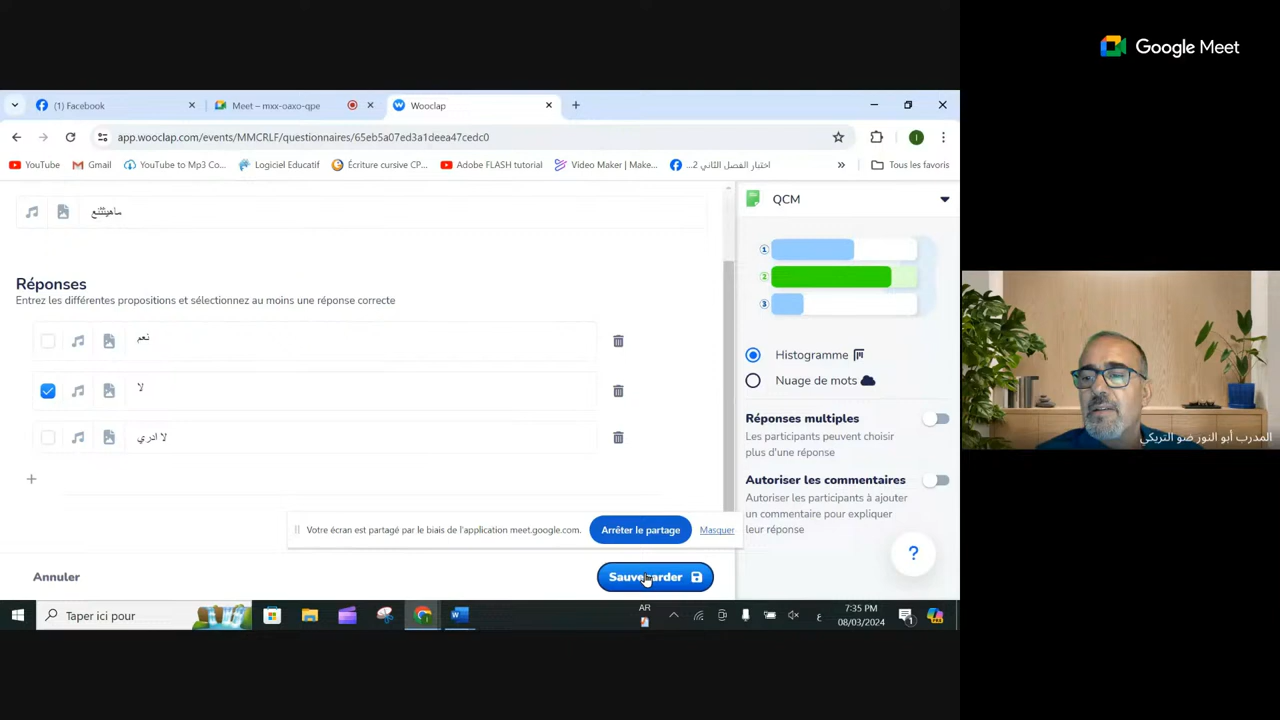 Google Meet
(1) Facebook
Meet – mxx-oaxo-qpe
Wooclap
app.wooclap.com/events/MMCRLF/questionnaires/65eb5a07ed3a1deea47cedc0
YouTube
Gmail
YouTube to Mp3 Co...
Logiciel Educatif
Écriture cursive CP...
Adobe FLASH tutorial
Video Maker | Make...
اختبار الفصل الثاني 2...
»
Tous les favoris
QCM
1
2
3
Réponses
Entrez les différentes propositions et sélectionnez au moins une réponse correcte
نعم
لا
لا ادري
+
Histogramme
Nuage de mots
Réponses multiples
Les participants peuvent choisir
plus d'une réponse
Autoriser les commentaires
Autoriser les participants à ajouter
un commentaire pour expliquer
leur réponse
?
Votre écran est partagé par le biais de l'application meet.google.com.
Arrêter le partage
Masquer
Annuler
Sauvegarder
المدرب أبو النور ضو التريكي
Taper ici pour
AR
ع
7:35 PM
08/03/2024
1